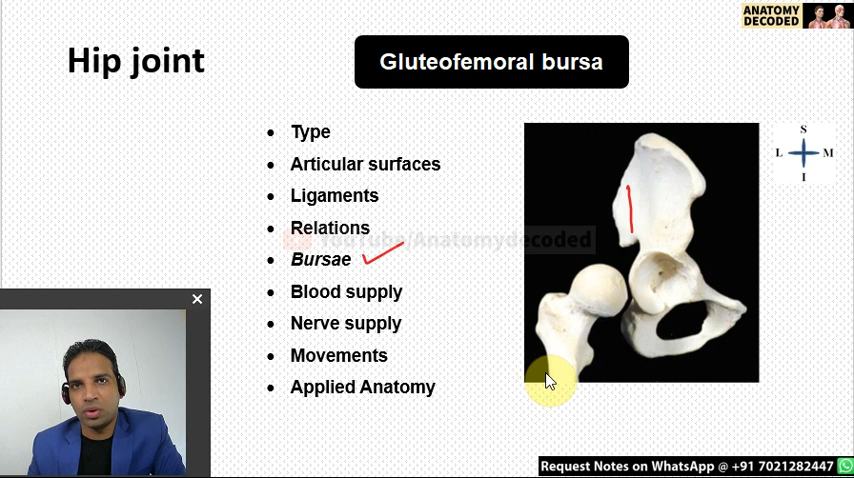 ANATOMY
DECODED
Hip joint
Gluteofemoral bursa
• Type
• Articular surfaces
• Ligaments
• Relations
• Bursae
• Blood supply
• Nerve supply
• Movements
• Applied Anatomy
YouTube/Anatomydecoded
S
L M
I
Request Notes on WhatsApp @ +91 7021282447